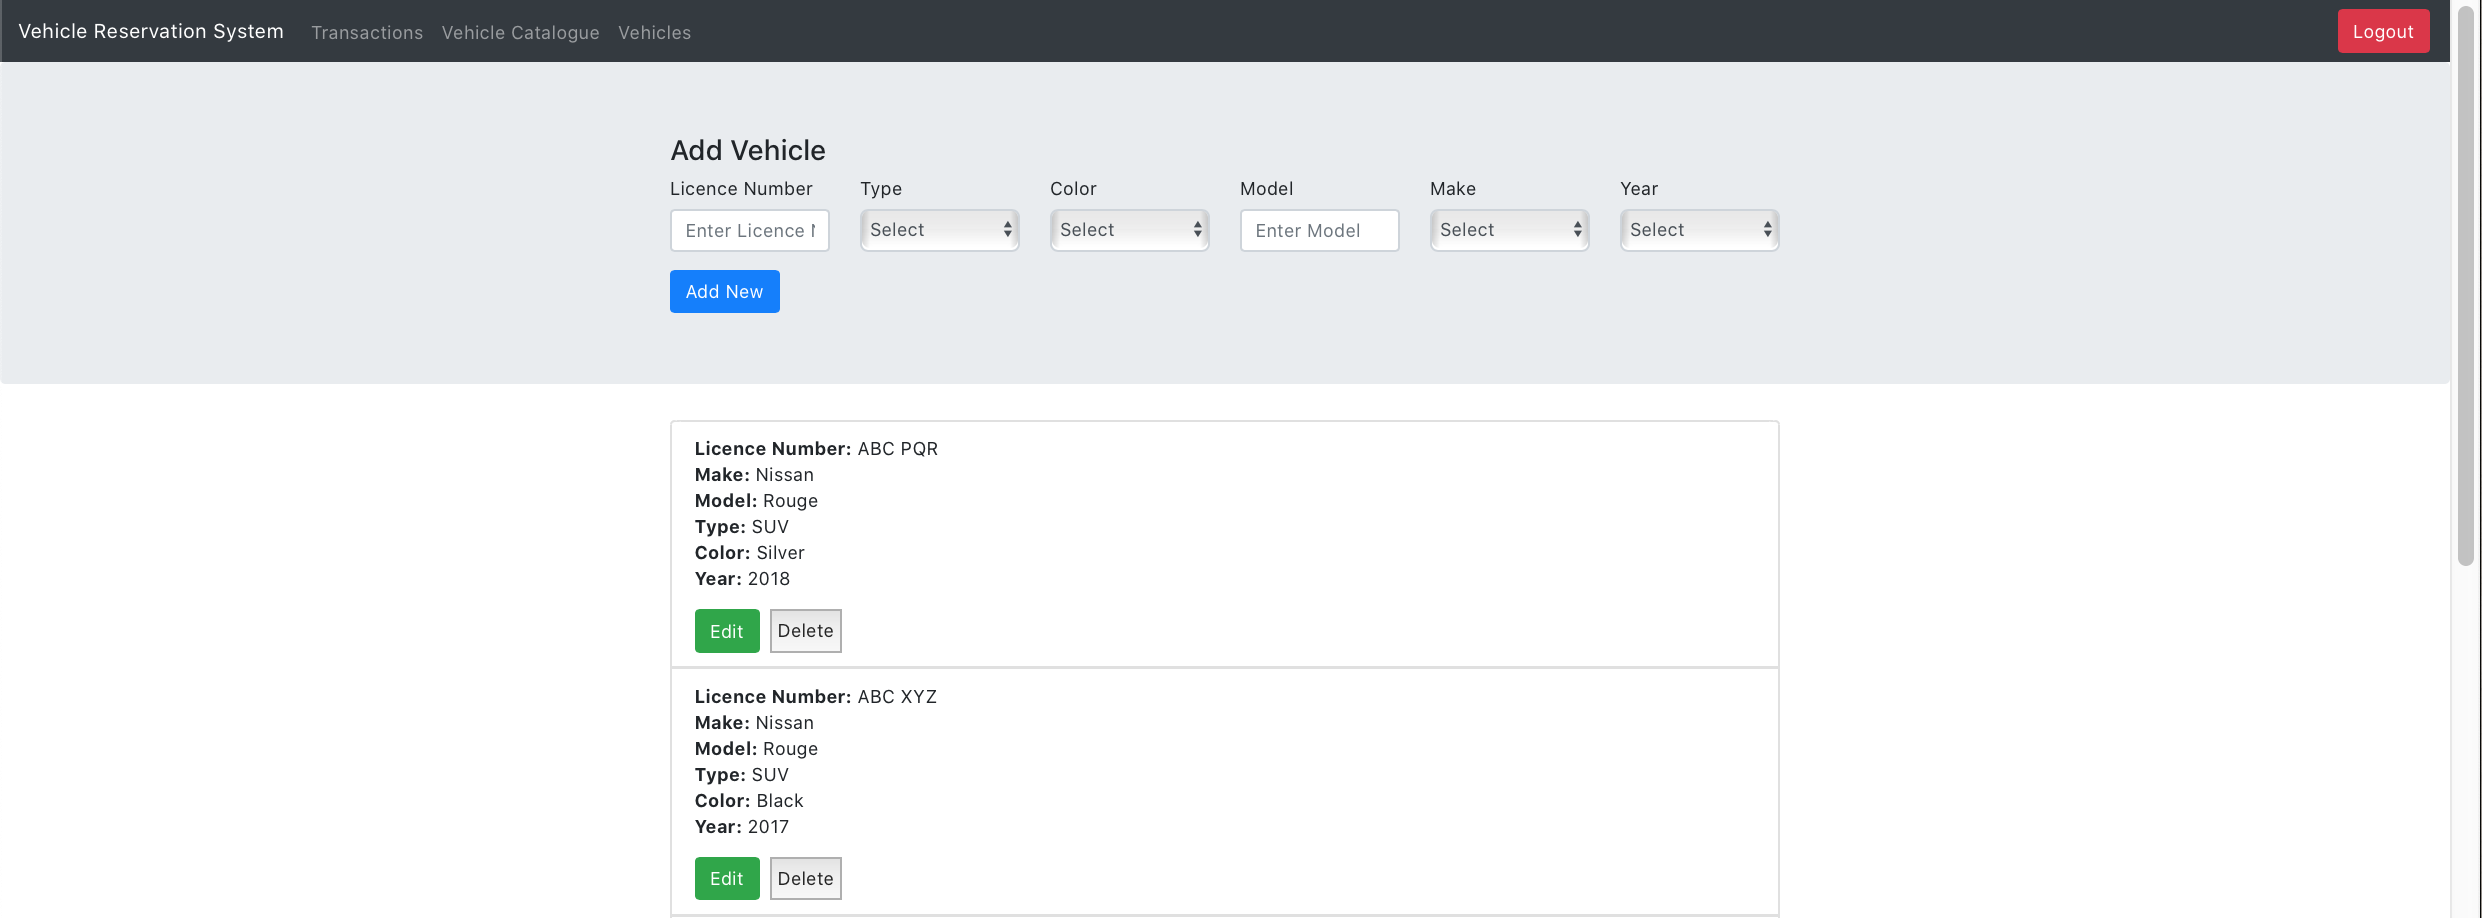 Vehicle Reservation System Transactions Vehicle Catalogue Vehicles Logout
Add Vehicle
Licence Number Type Color Model Make Year
Enter Licence Select Select Enter Model Select Select
Add New
Licence Number: ABC PQR
Make: Nissan
Model: Rouge
Type: SUV
Color: Silver
Year: 2018
Edit Delete
Licence Number: ABC XYZ
Make: Nissan
Model: Rouge
Type: SUV
Color: Black
Year: 2017
Edit Delete